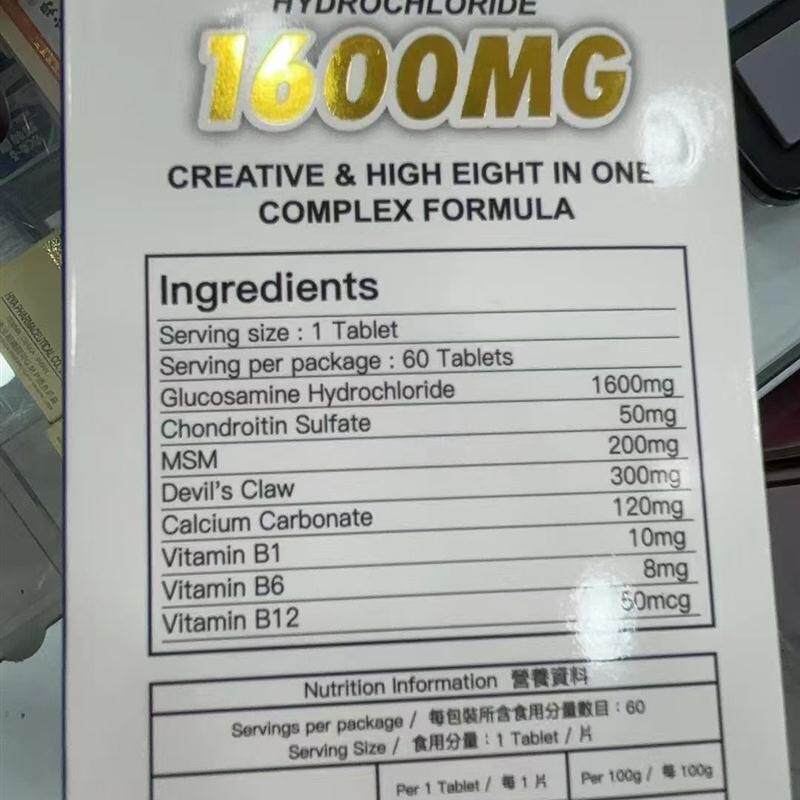 HYDROCHLORIDE
1600MG
CREATIVE & HIGH EIGHT IN ONE
COMPLEX FORMULA
Ingredients
Serving size : 1 Tablet
Serving per package : 60 Tablets
Glucosamine Hydrochloride 1600mg
Chondroitin Sulfate 50mg
MSM 200mg
Devil's Claw 300mg
Calcium Carbonate 120mg
Vitamin B1 10mg
Vitamin B6 8mg
Vitamin B12 50mcg
Nutrition Information 營養資料
Servings per package / 每包裝所含食用分量數目：60
Serving Size / 食用分量：1 Tablet / 片
Per 1 Tablet / 每 1 片 Per 100g / 每 100g